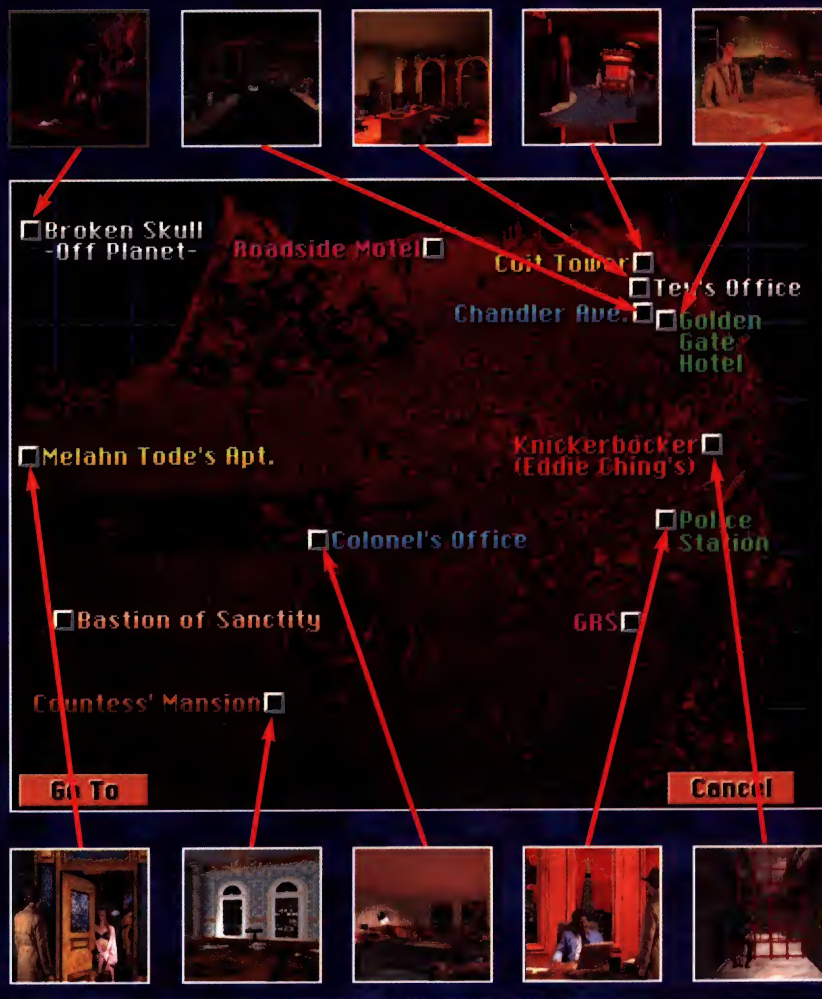 Broken Skull
-Off Planet-
Roadside Motel
Coit Tower
Tex's Office
Chandler Ave.
Golden
Gate
Hotel
Melahn Tode's Apt.
Knickerbocker
(Eddie Ching's)
Colonel's Office
Police
Station
Bastion of Sanctity
GRS
Countess' Mansion
Go To
Cancel